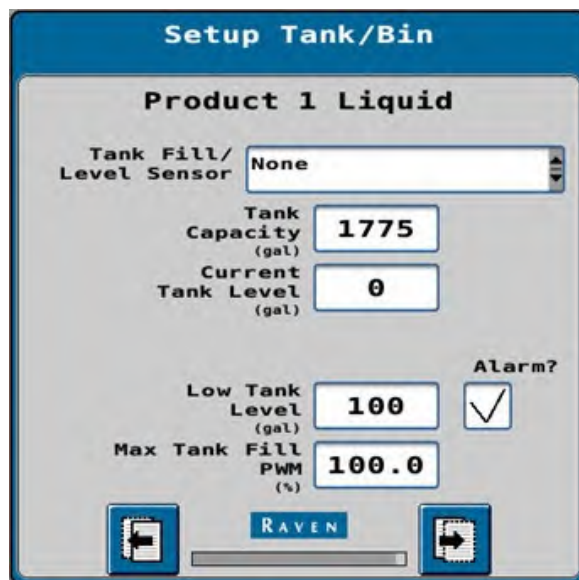 Setup Tank/Bin
Product 1 Liquid
Tank Fill/
Level Sensor
None
Tank
Capacity
(gal)
1775
Current
Tank Level
(gal)
0
Alarm?
Low Tank
Level
(gal)
100
Max Tank Fill
PWM
(%)
100.0
RAVEN